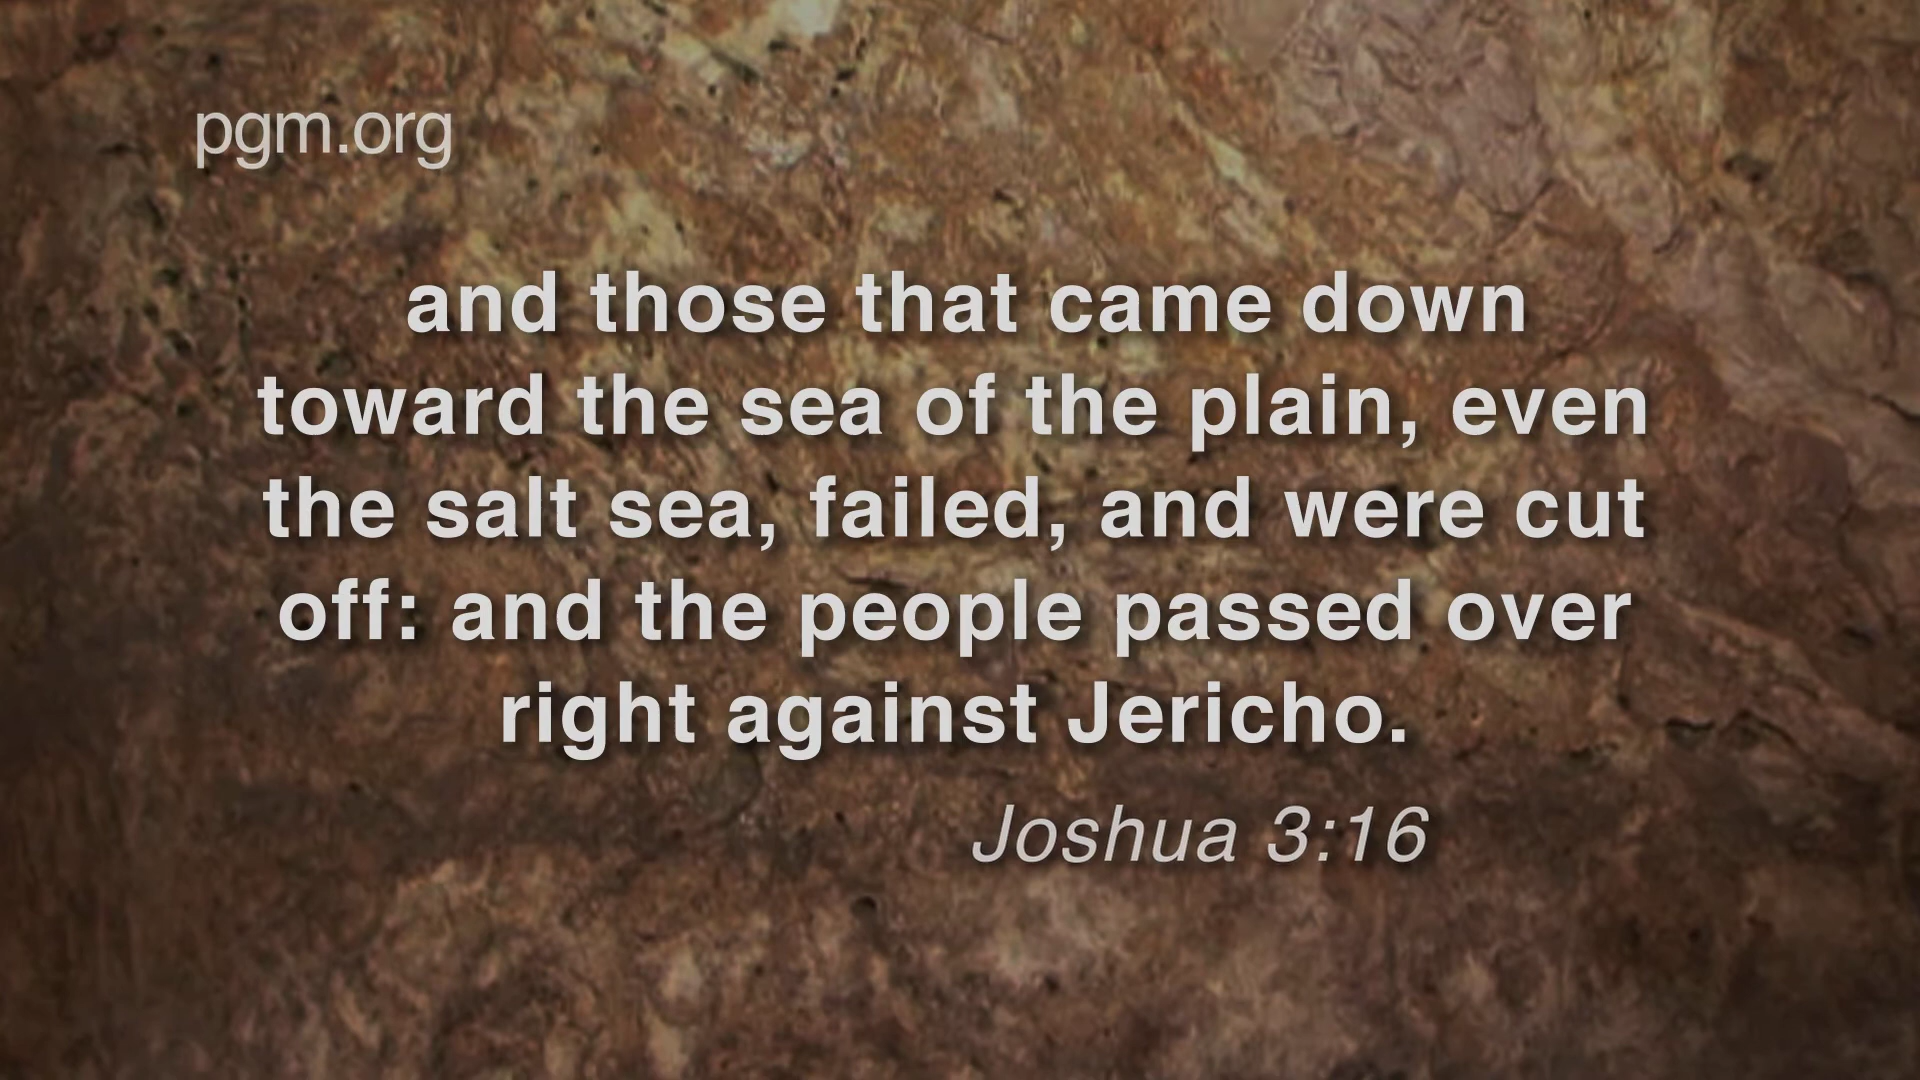 pgm.org
and those that came down
toward the sea of the plain, even
the salt sea, failed, and were cut
off: and the people passed over
right against Jericho.
Joshua 3:16